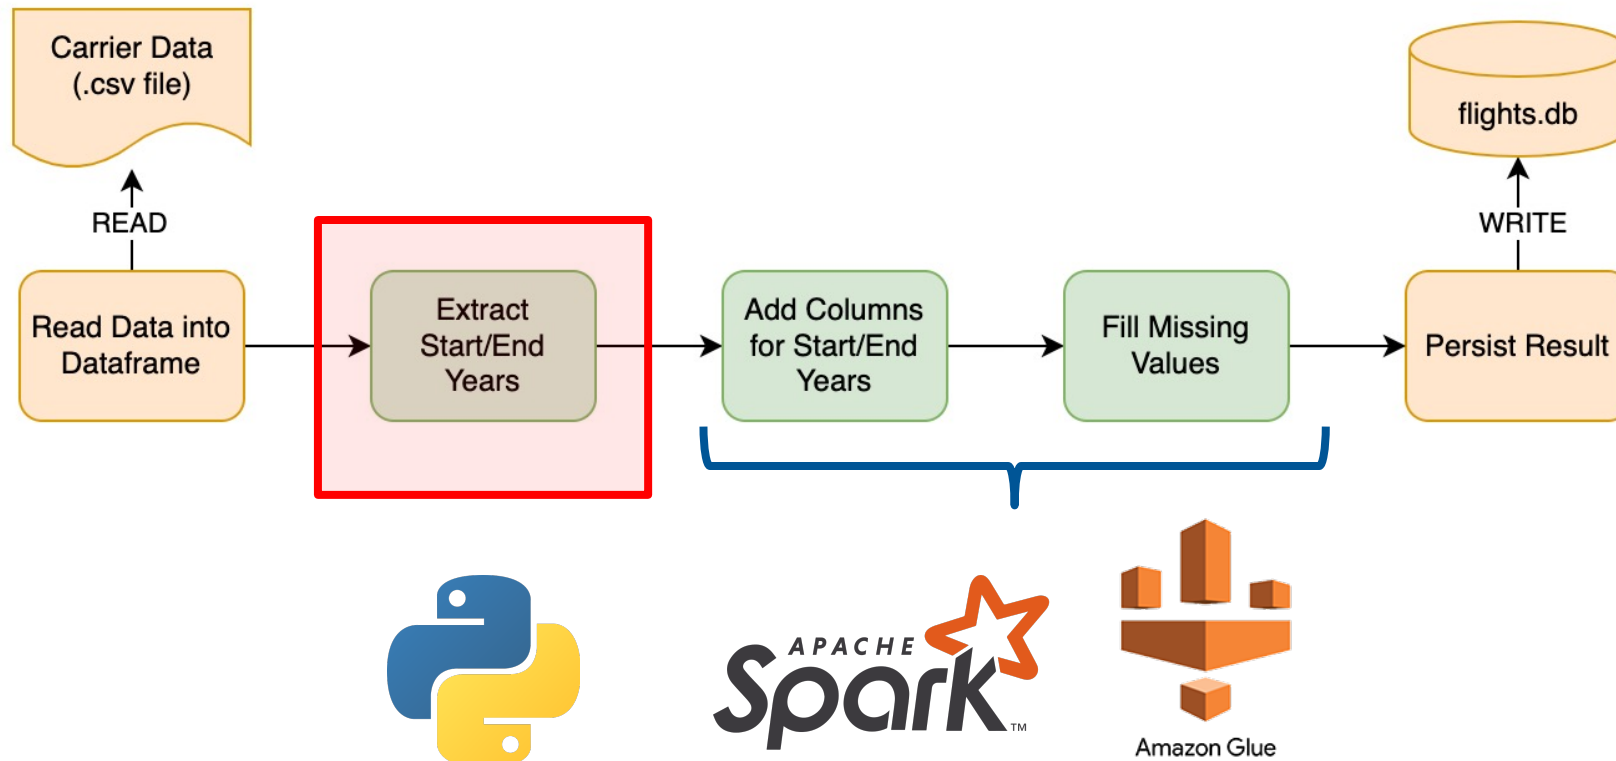 Carrier Data
(.csv file)
READ
Read Data into
Dataframe
Extract
Start/End
Years
Add Columns
for Start/End
Years
Fill Missing
Values
Persist Result
WRITE
flights.db
APACHE
Spark
TM
Amazon Glue